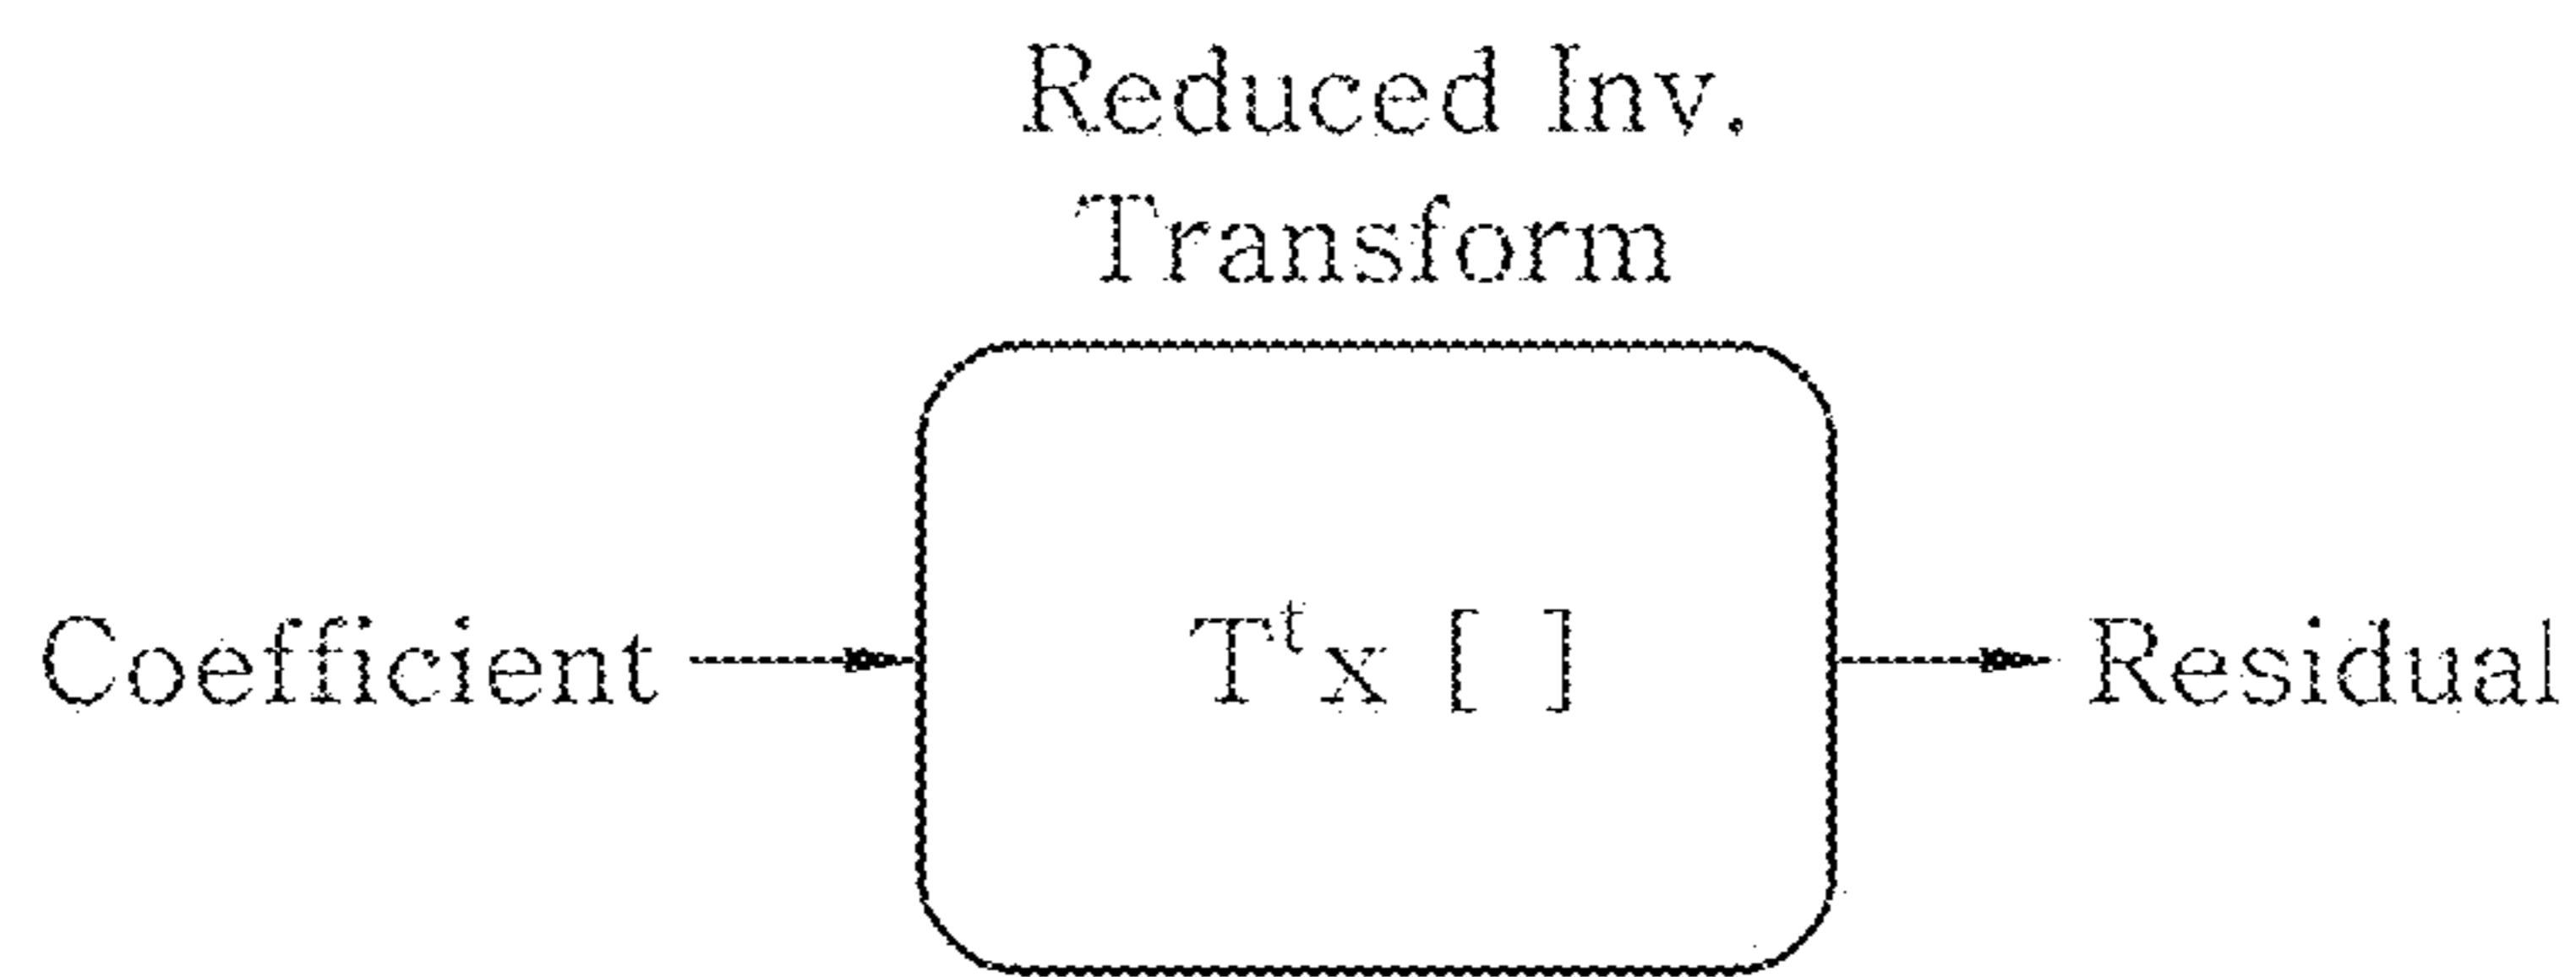 Reduced Inv.
Transform
Coefficient
Tᵗx [ ]
Residual